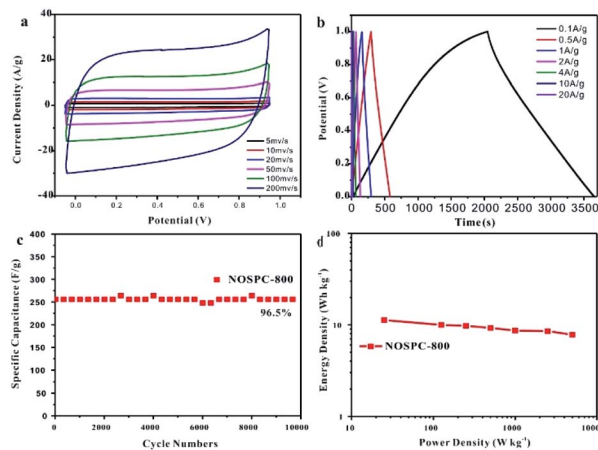 a
40
20
0
-20
-40
0.0
0.2
0.4
0.6
0.8
1.0
Current Density (A/g)
Potential (V)
5mv/s
10mv/s
20mv/s
50mv/s
100mv/s
200mv/s
b
1.0
0.8
0.6
0.4
0.2
0.0
0
500
1000
1500
2000
2500
3000
3500
Potential (V)
Time(s)
0.1A/g
0.5A/g
1A/g
2A/g
4A/g
10A/g
20A/g
c
400
350
300
250
200
150
100
50
0
0
2000
4000
6000
8000
10000
Specific Capacitance (F/g)
Cycle Numbers
NOSPC-800
96.5%
d
100
10
1
10
100
1000
10000
Energy Density (Wh kg⁻¹)
Power Density (W kg⁻¹)
NOSPC-800